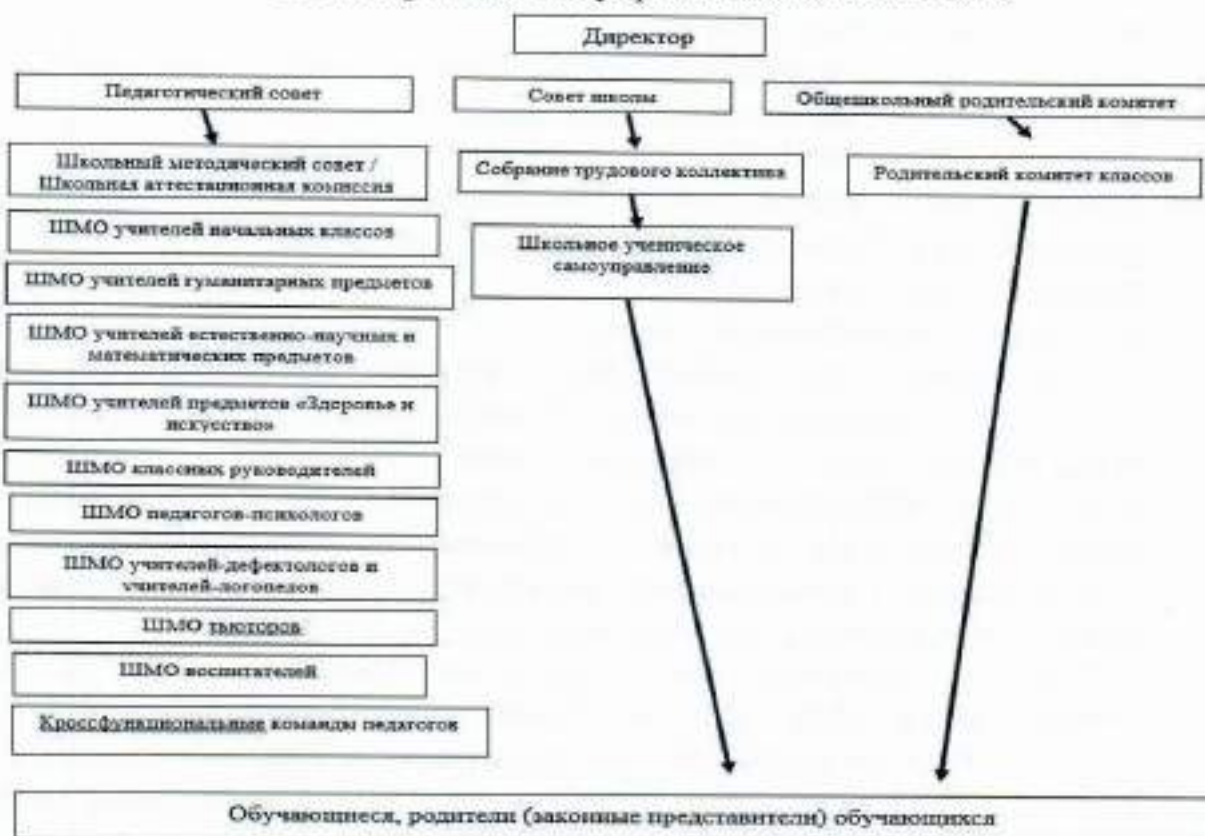 Директор
Педагогический совет
Совет школы
Общешкольный родительский комитет
Школьный методический совет /
Школьная аттестационная комиссия
Собрание трудового коллектива
Родительский комитет классов
ШМО учителей начальных классов
Школьное ученическое
самоуправление
ШМО учителей гуманитарных предметов
ШМО учителей естественно-научных и
математических предметов
ШМО учителей предметов «Здоровье и
искусство»
ШМО классных руководителей
ШМО педагогов-психологов
ШМО учителей-дефектологов и
учителей-логопедов
ШМО тьюторов
ШМО воспитателей
Кроссфункциональные команды педагогов
Обучающиеся, родители (законные представители) обучающихся